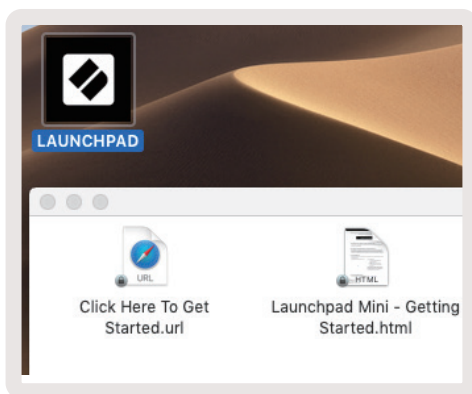 LAUNCHPAD
URL
HTML
Click Here To Get
Started.url
Launchpad Mini - Getting
Started.html